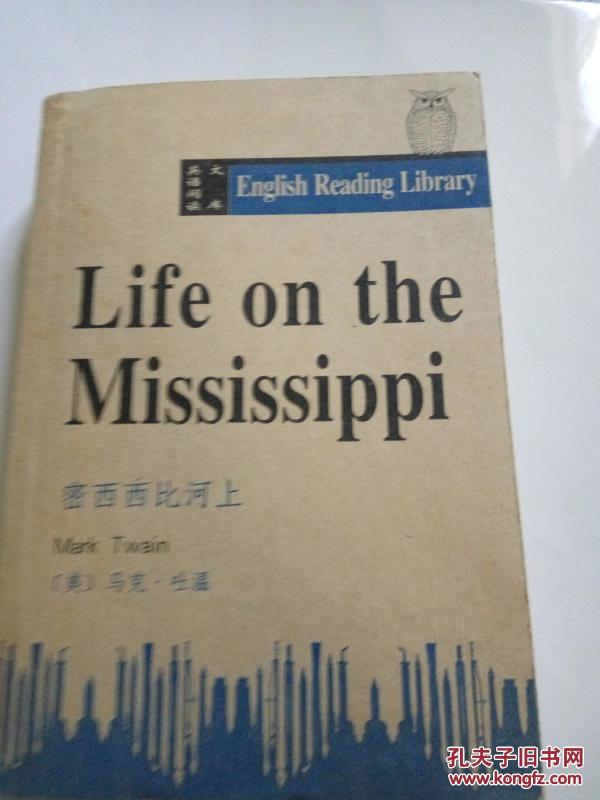 英语阅读
文库
English Reading Library
Life on the
Mississippi
密西西比河上
Mark Twain
〔美〕马克·吐温
孔夫子旧书网
www.kongfz.com